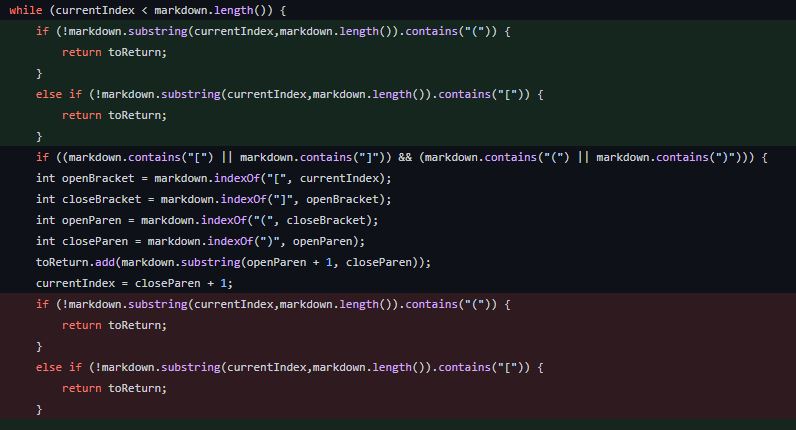 while (currentIndex < markdown.length()) {
if (!markdown.substring(currentIndex,markdown.length()).contains("(")) {
return toReturn;
}
else if (!markdown.substring(currentIndex,markdown.length()).contains("[")) {
return toReturn;
}
if ((markdown.contains("[") || markdown.contains("]")) && (markdown.contains("(") || markdown.contains(")"))) {
int openBracket = markdown.indexOf("[", currentIndex);
int closeBracket = markdown.indexOf("]", openBracket);
int openParen = markdown.indexOf("(", closeBracket);
int closeParen = markdown.indexOf(")", openParen);
toReturn.add(markdown.substring(openParen + 1, closeParen));
currentIndex = closeParen + 1;
if (!markdown.substring(currentIndex,markdown.length()).contains("(")) {
return toReturn;
}
else if (!markdown.substring(currentIndex,markdown.length()).contains("[")) {
return toReturn;
}